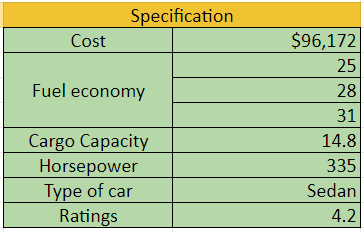 Specification
Cost $96,172
Fuel economy 25
28
31
Cargo Capacity 14.8
Horsepower 335
Type of car Sedan
Ratings 4.2